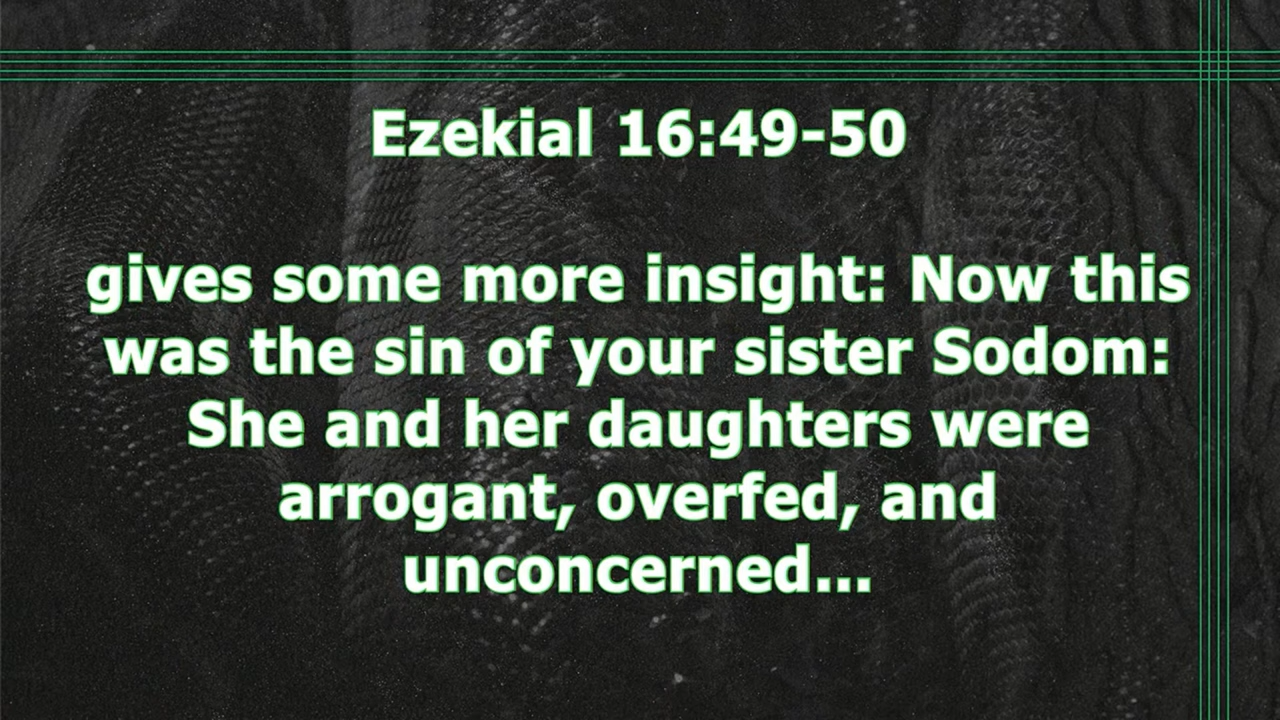 Ezekial 16:49-50
gives some more insight: Now this
was the sin of your sister Sodom:
She and her daughters were
arrogant, overfed, and
unconcerned...